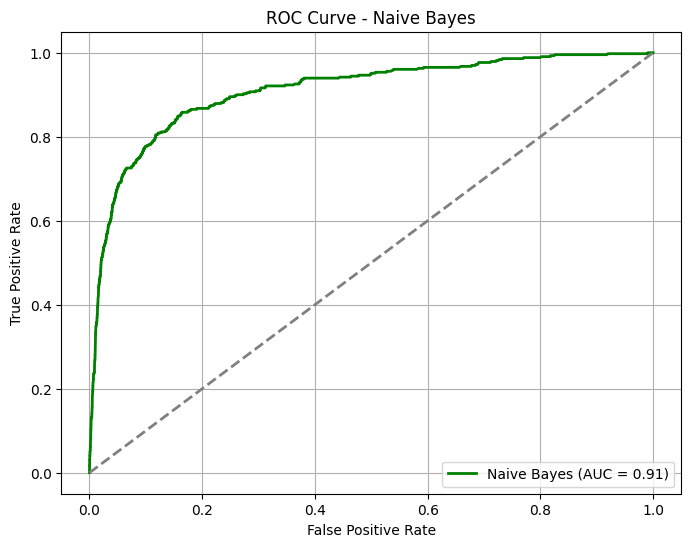 ROC Curve - Naive Bayes
True Positive Rate
1.0
0.8
0.6
0.4
0.2
0.0
Naive Bayes (AUC = 0.91)
0.0 0.2 0.4 0.6 0.8 1.0
False Positive Rate